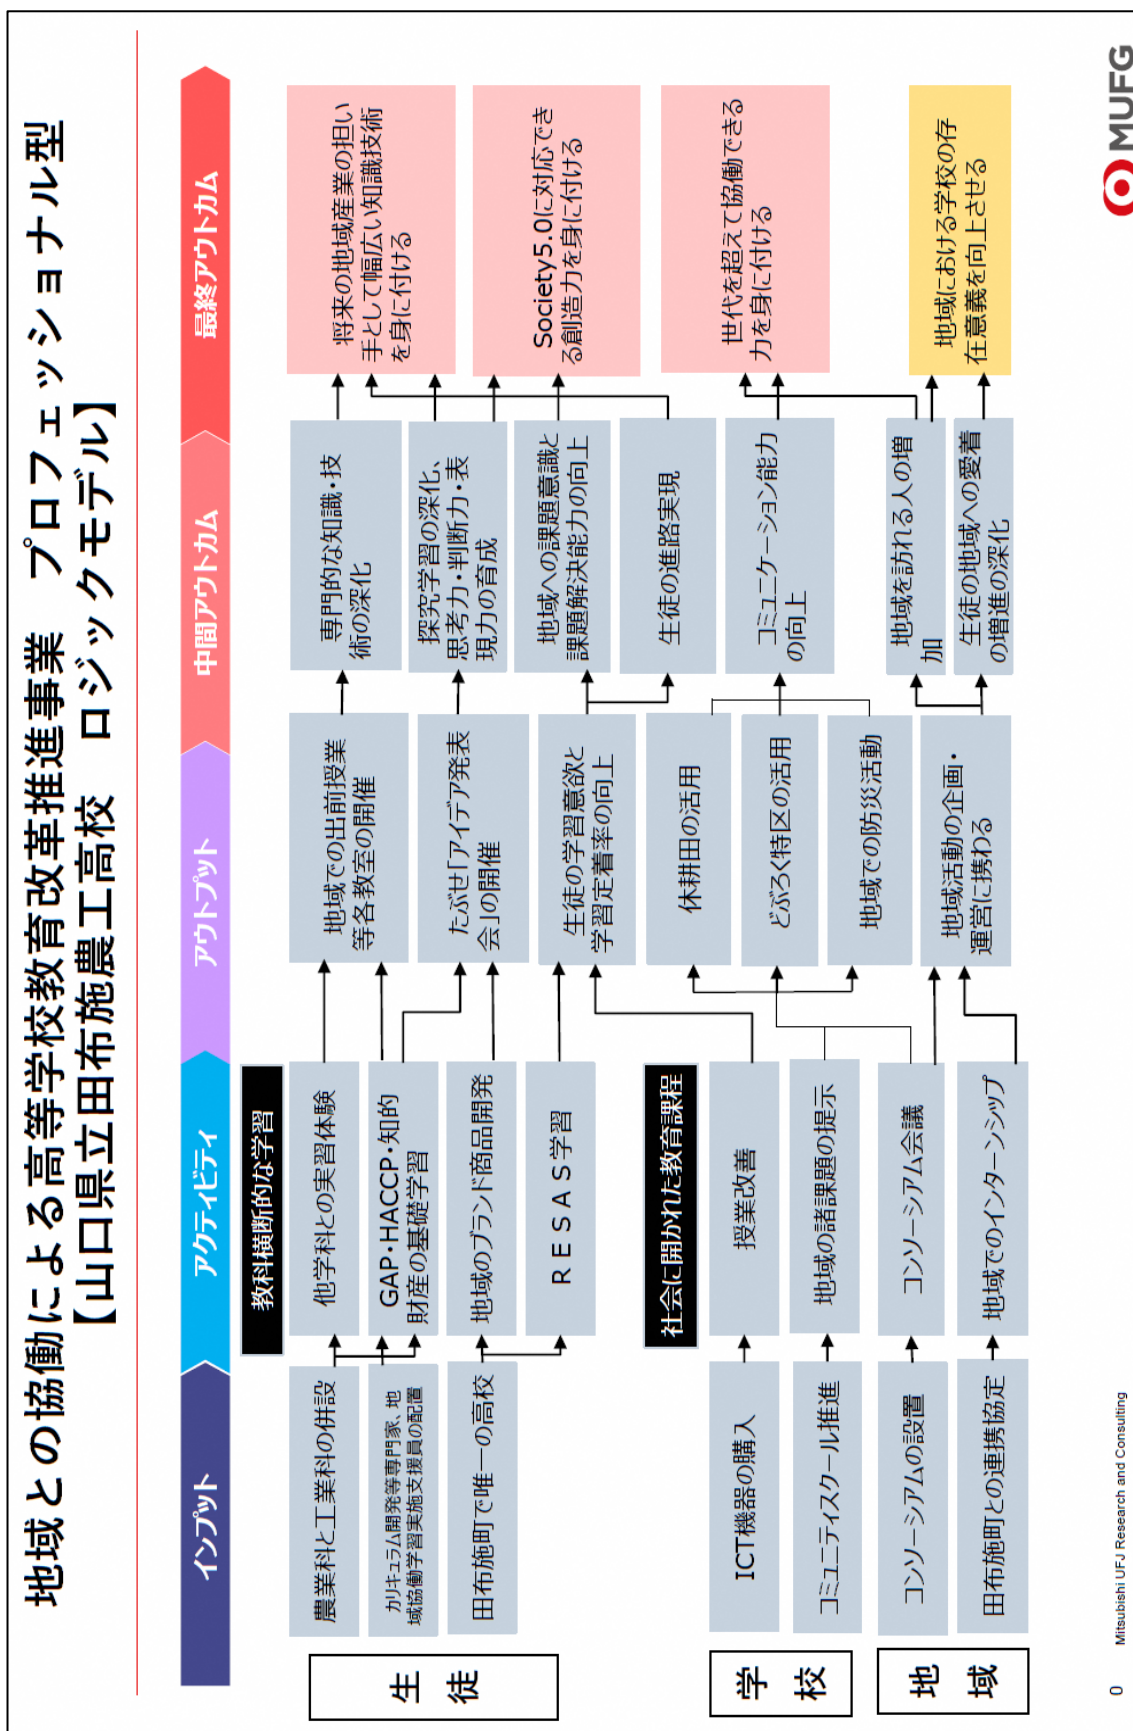 地域との協働による高等学校教育改革推進事業　プロフェッショナル型
【山口県立田布施農工高校　ロジックモデル】
インプット
アクティビティ
アウトプット
中間アウトカム
最終アウトカム
生
徒
農業科と工業科の併設
カリキュラム開発等専門家、地
域協働学習実施支援員の配置
田布施町で唯一の高校
教科横断的な学習
他学科との実習体験
GAP・HACCP・知的
財産の基礎学習
地域のブランド商品開発
ＲＥＳＡＳ学習
地域での出前授業
等各教室の開催
たぶせ「アイデア発表
会」の開催
生徒の学習意欲と
学習定着率の向上
専門的な知識・技
術の深化
探究学習の深化、
思考力・判断力・表
現力の育成
地域への課題意識と
課題解決能力の向上
生徒の進路実現
将来の地域産業の担い
手として幅広い知識技術
を身に付ける
Society5.0に対応でき
る創造力を身に付ける
学
校
ICT機器の購入
コミュニティスクール推進
社会に開かれた教育課程
授業改善
地域の諸課題の提示
休耕田の活用
どぶろく特区の活用
地域での防災活動
コミュニケーション能力
の向上
世代を超えて協働できる
力を身に付ける
地
域
コンソーシアムの設置
田布施町との連携協定
コンソーシアム会議
地域でのインターンシップ
地域活動の企画・
運営に携わる
地域を訪れる人の増
加
生徒の地域への愛着
の増進の深化
地域における学校の存
在意義を向上させる
0
Mitsubishi UFJ Research and Consulting
MUFG